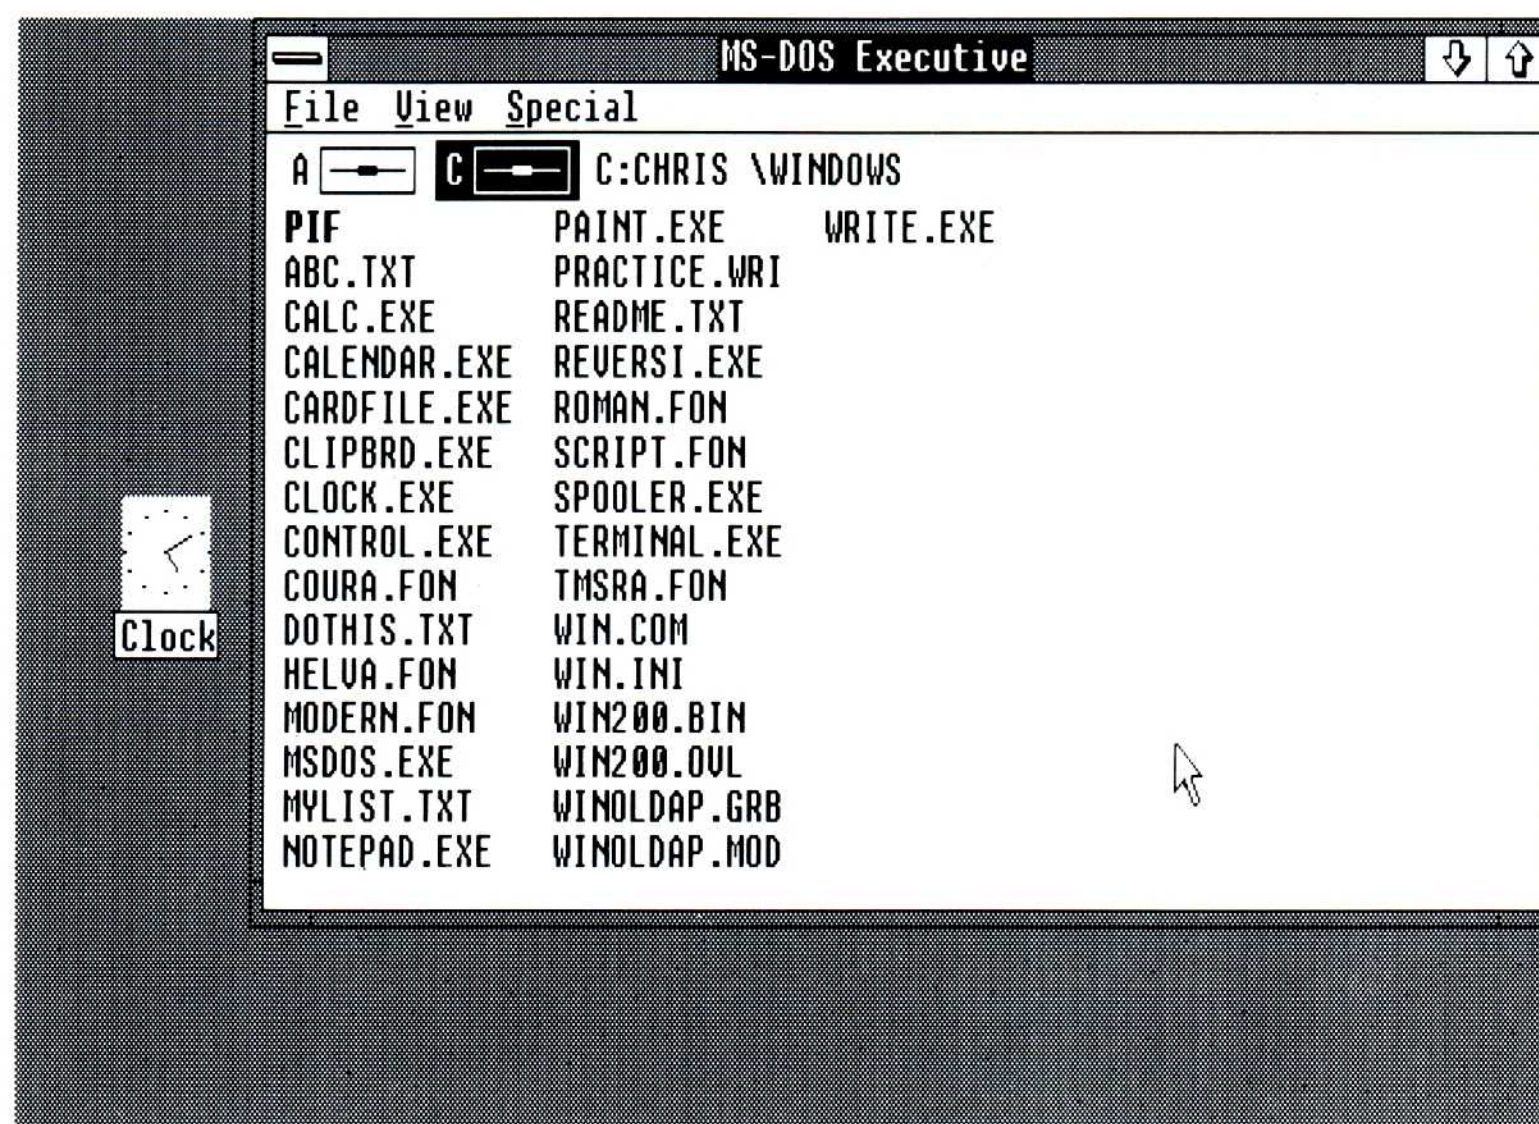 MS-DOS Executive
File View Special
A C C:CHRIS \WINDOWS
PIF PAINT.EXE WRITE.EXE
ABC.TXT PRACTICE.WRI
CALC.EXE README.TXT
CALENDAR.EXE REVERSI.EXE
CARDFILE.EXE ROMAN.FON
CLIPBRD.EXE SCRIPT.FON
CLOCK.EXE SPOOLER.EXE
CONTROL.EXE TERMINAL.EXE
COURA.FON TMSRA.FON
DOTHIS.TXT WIN.COM
HELVA.FON WIN.INI
MODERN.FON WIN200.BIN
MSDOS.EXE WIN200.OVL
MYLIST.TXT WINOLDAP.GRB
NOTEPAD.EXE WINOLDAP.MOD
Clock